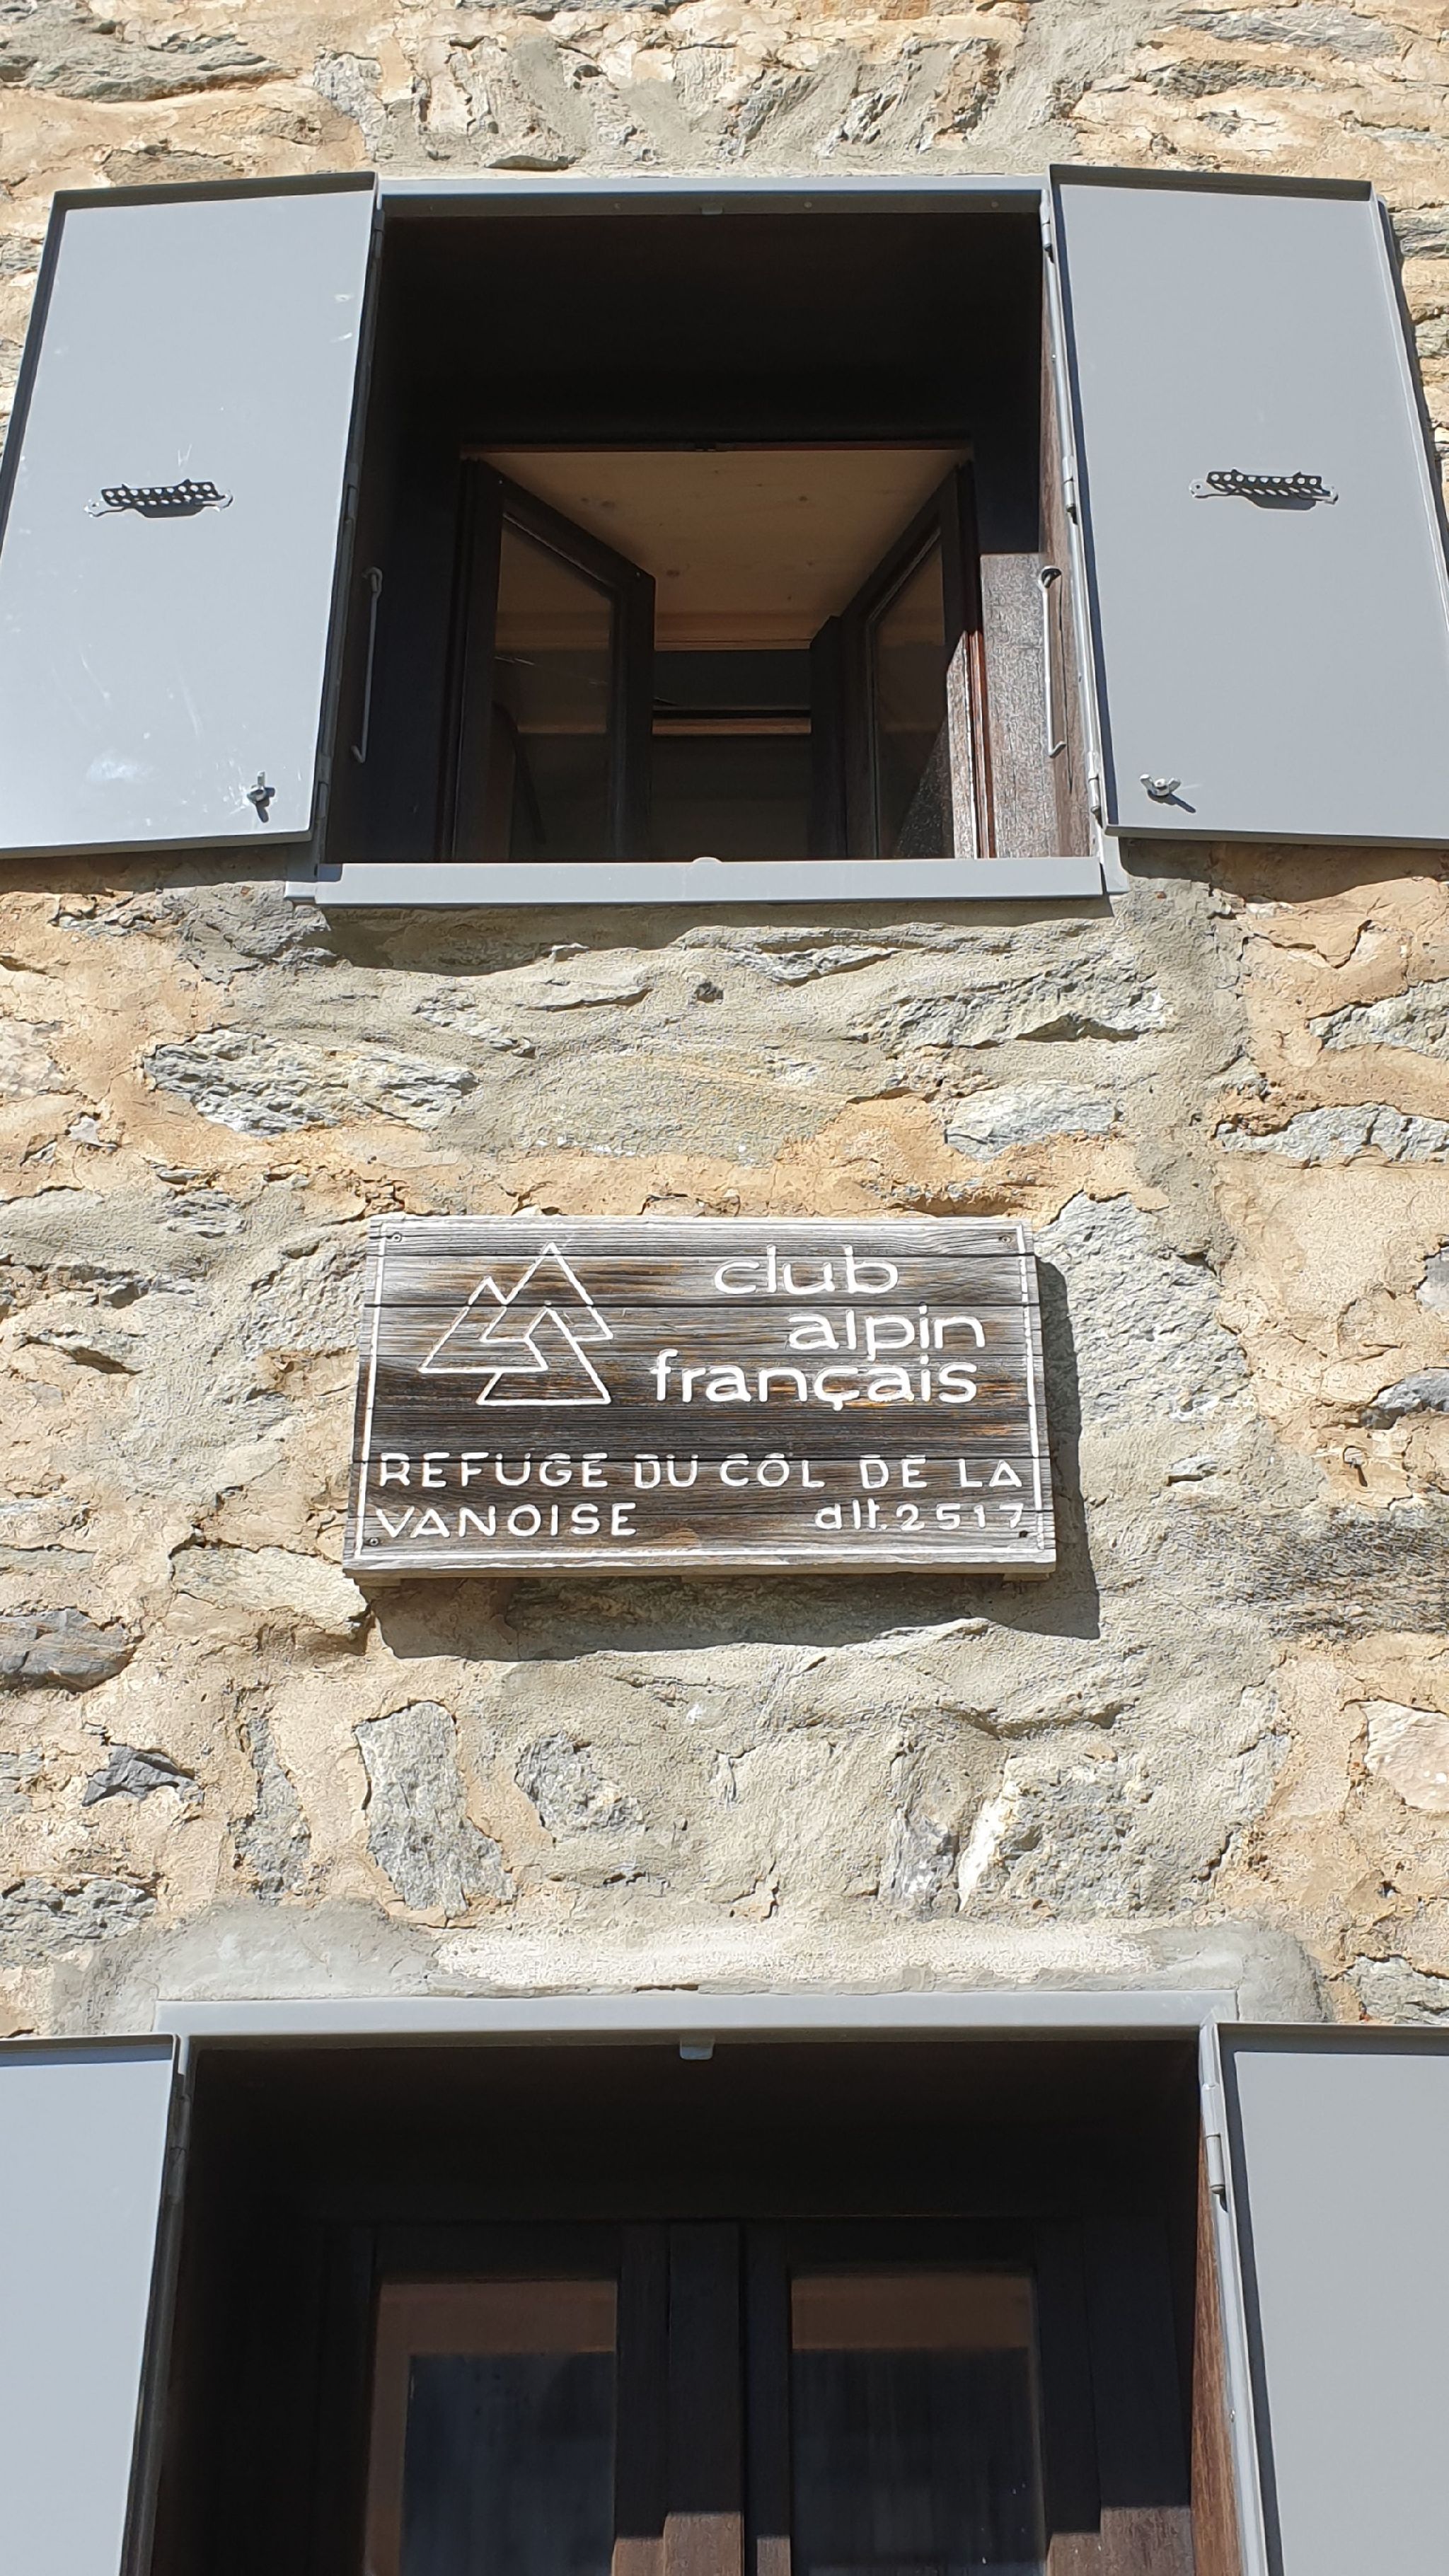 club
alpin
français
REFUGE DU COL DE LA
VANOISE alt.2517